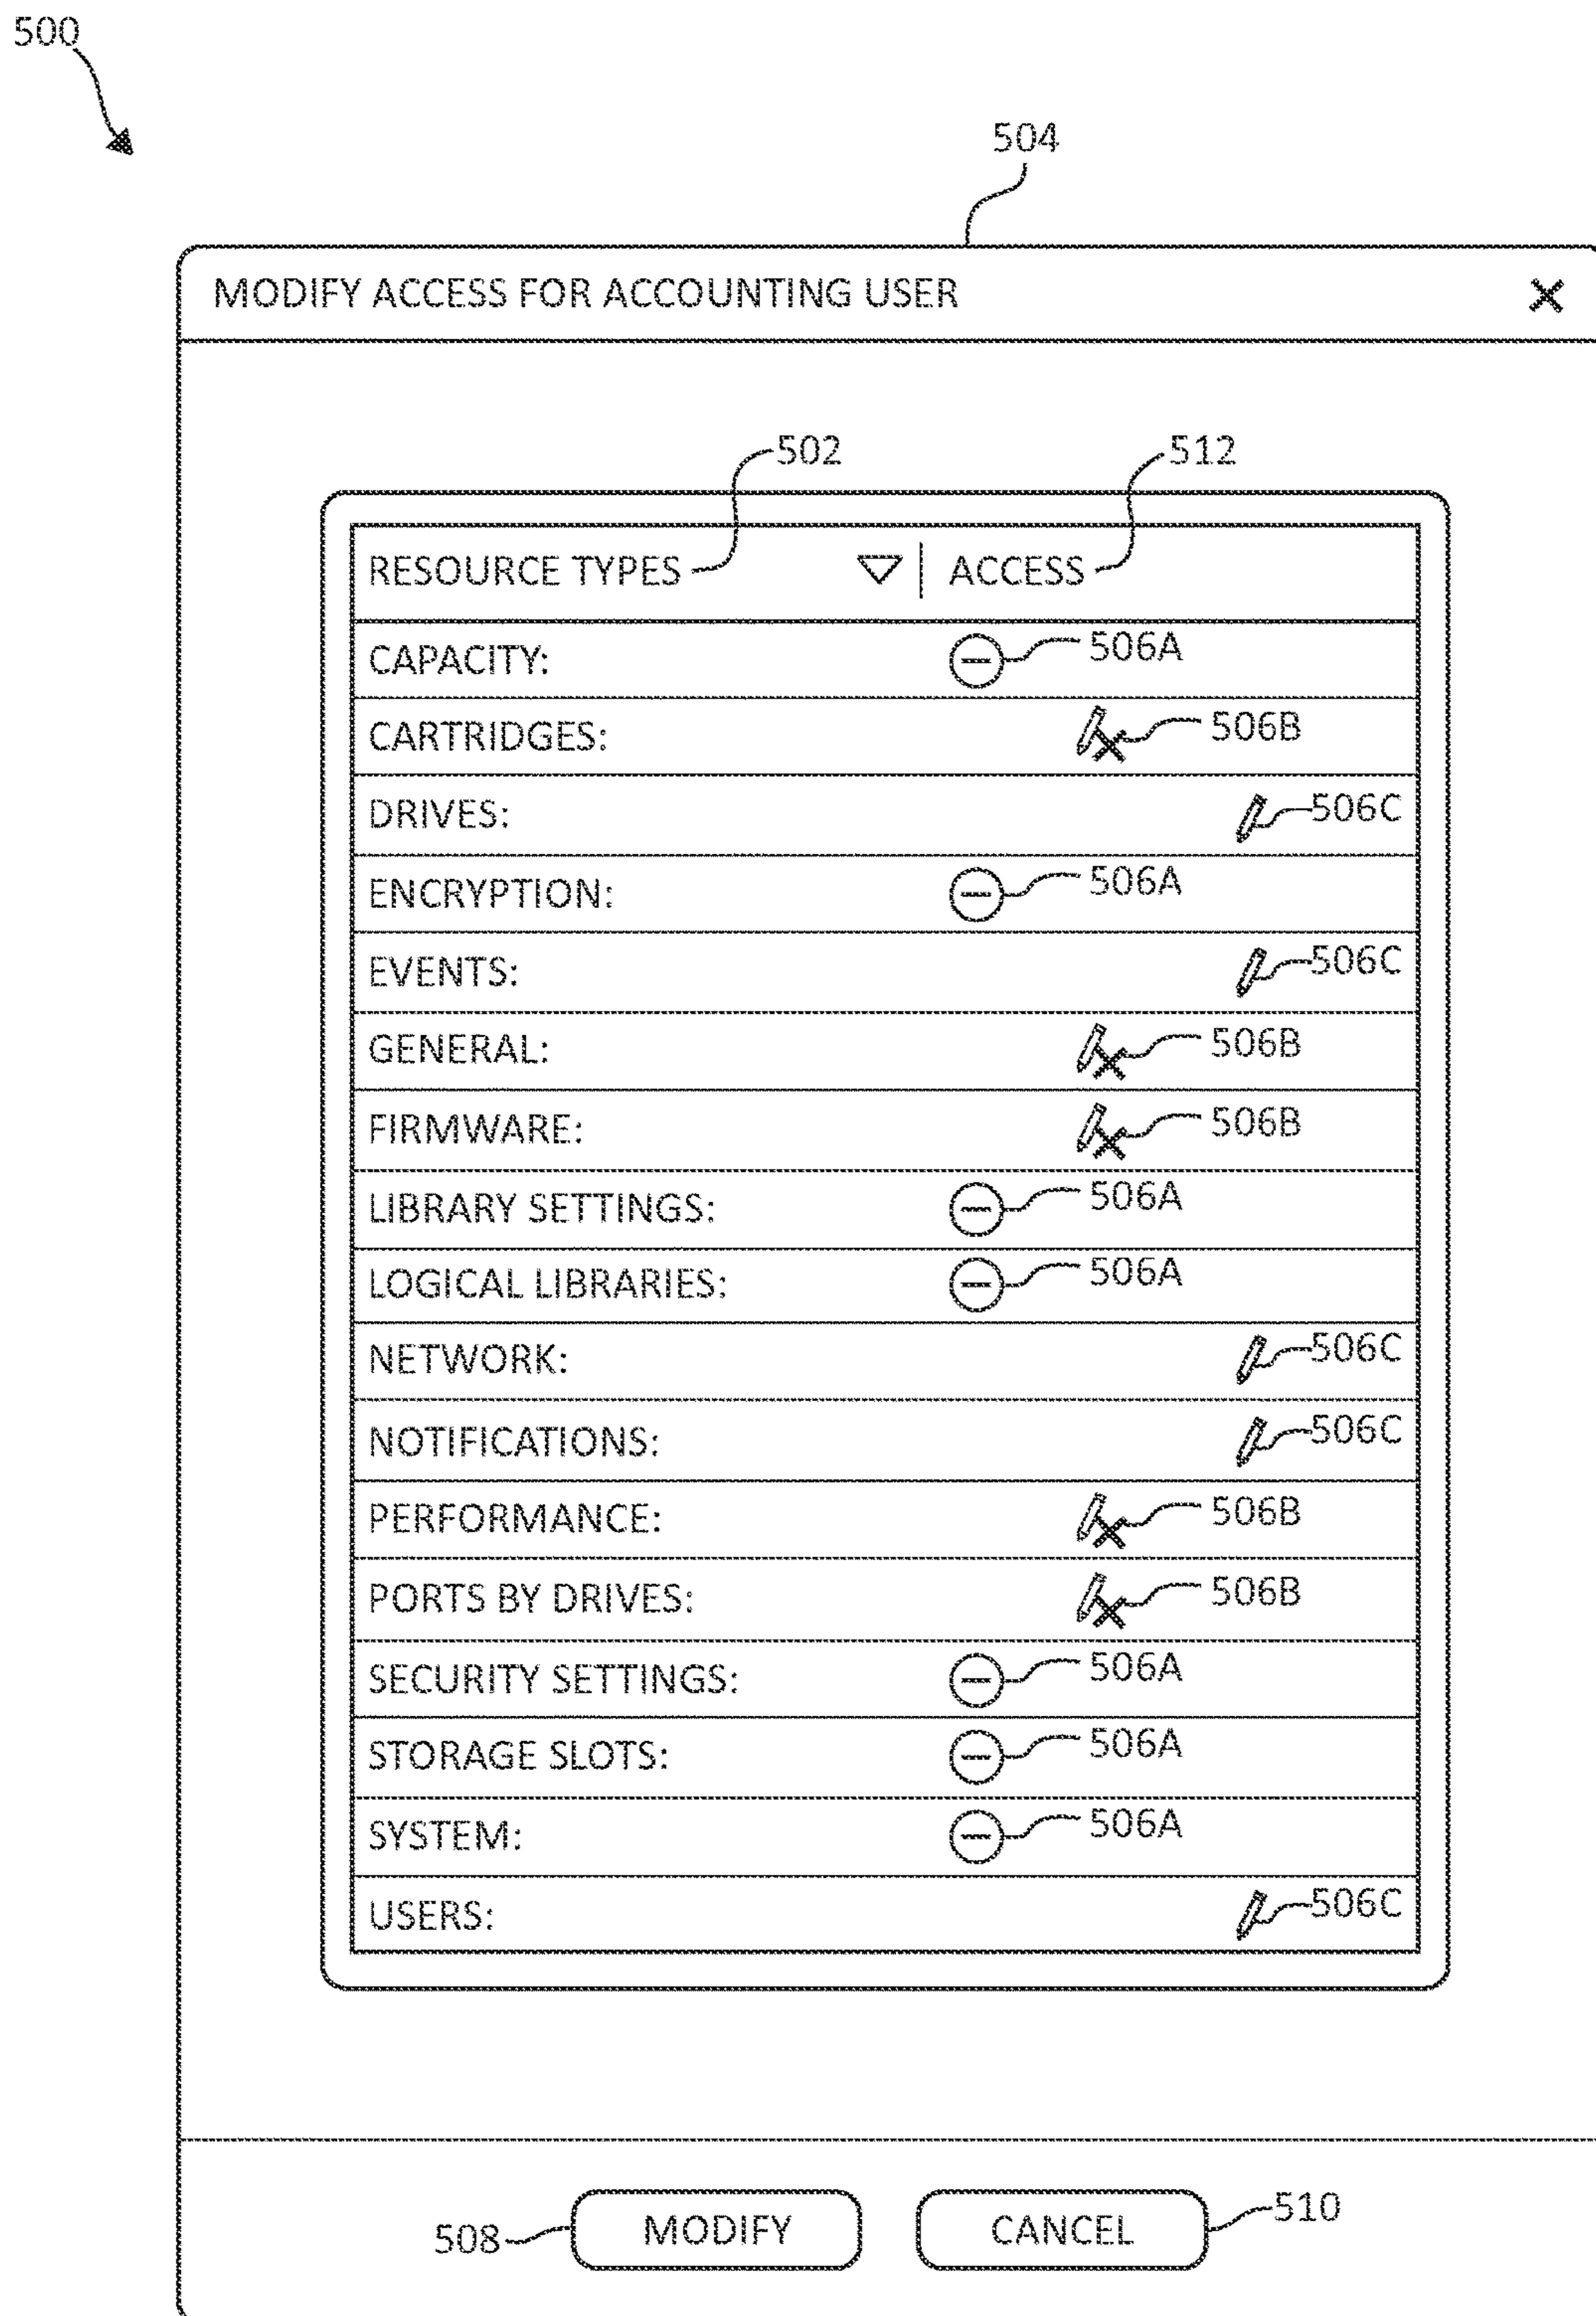 500
504
MODIFY ACCESS FOR ACCOUNTING USER
502 512
RESOURCE TYPES ACCESS
CAPACITY: 506A
CARTRIDGES: 506B
DRIVES: 506C
ENCRYPTION: 506A
EVENTS: 506C
GENERAL: 506B
FIRMWARE: 506B
LIBRARY SETTINGS: 506A
LOGICAL LIBRARIES: 506A
NETWORK: 506C
NOTIFICATIONS: 506C
PERFORMANCE: 506B
PORTS BY DRIVES: 506B
SECURITY SETTINGS: 506A
STORAGE SLOTS: 506A
SYSTEM: 506A
USERS: 506C
508 MODIFY CANCEL 510